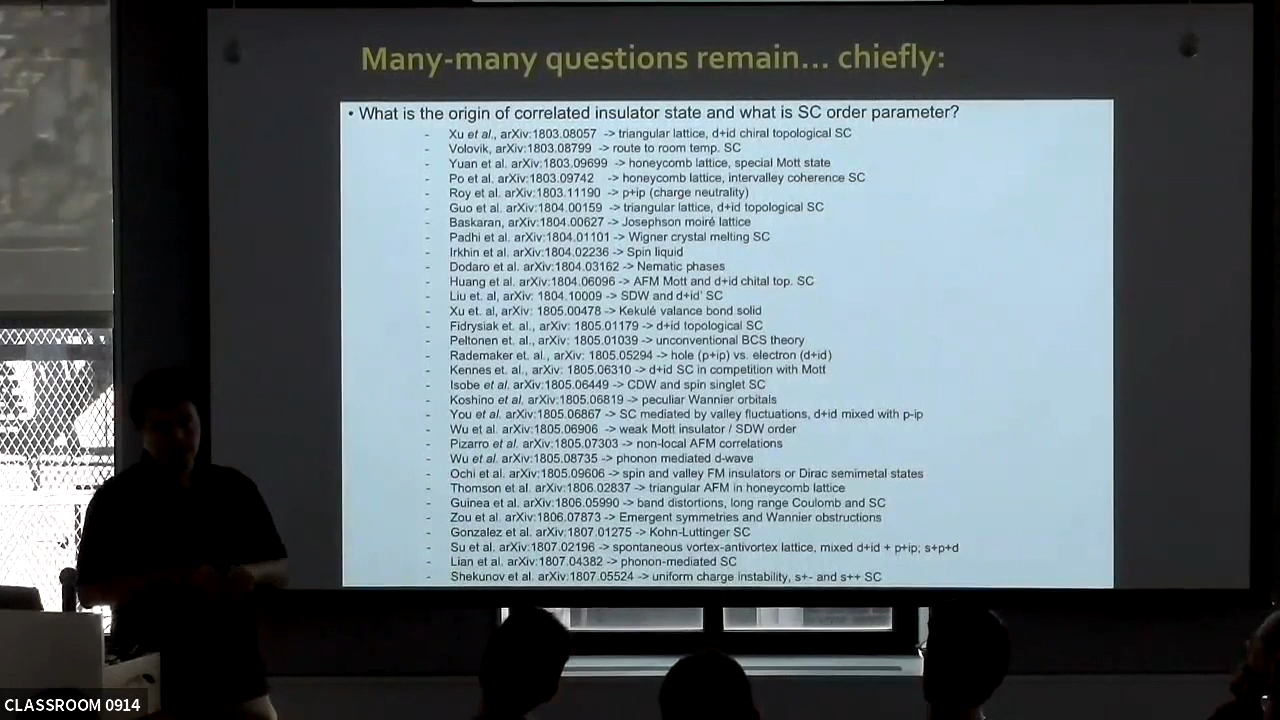 Many-many questions remain... chiefly:
• What is the origin of correlated insulator state and what is SC order parameter?
- Xu et al., arXiv:1803.08057 -> triangular lattice, d+id chiral topological SC
- Volovik, arXiv:1803.08799 -> route to room temp. SC
- Yuan et al. arXiv:1803.09699 -> honeycomb lattice, special Mott state
- Po et al. arXiv:1803.09742 -> honeycomb lattice, intervalley coherence SC
- Roy et al. arXiv:1803.11190 -> p+ip (charge neutrality)
- Guo et al, arXiv:1804.00159 -> triangular lattice, d+id topological SC
- Baskaran, arXiv:1804.00627 -> Josephson moiré lattice
- Padhi et al. arXiv:1804.01101 -> Wigner crystal melting SC
- Irkhin et al. arXiv:1804.02236 -> Spin liquid
- Dodaro et al. arXiv:1804.03162 -> Nematic phases
- Huang et al. arXiv:1804.06096 -> AFM Mott and d+id chital top. SC
- Liu et. al, arXiv: 1804.10009 -> SDW and d+id' SC
- Xu et. al, arXiv: 1805.00478 -> Kekulé valance bond solid
- Fidrysiak et. al., arXiv: 1805.01179 -> d+id topological SC
- Peltonen et. al. arXiv:1805.01039 -> unconventional BCS theory
- Rademaker et. al., arXiv: 1805.05294 -> hole (p+ip) vs. electron (d+id)
- Kennes et. al. arXiv:1805.06310 -> d+id SC in competition with Mott
- Isobe et al. arXiv:1805.06449 -> CDW and spin singlet SC
- Koshino et al. arXiv:1805.06819 -> peculiar Wannier orbitals
- You et al. arXiv:1805.06867 -> SC mediated by valley fluctuations, d+id mixed with p-ip
- Wu et al. arXiv:1805.06906 -> weak Mott insulator / SDW order
- Pizarro et al. arXiv:1805.07303 -> non-local AFM correlations
- Wu et al. arXiv:1805.08735 -> phonon mediated d-wave
- Ochi et al. arXiv:1805.09606 -> spin and valley FM insulators or Dirac semimetal states
- Thomson et al. arXiv:1806.02837 -> triangular AFM in honeycomb lattice
- Guinea et al. arXiv:1806.05990 -> band distortions, long range Coulomb and SC
- Zou et al. arXiv:1806.07873 -> Emergent symmetries and Wannier obstructions
- Gonzalez et al. arXiv:1807.01275 -> Kohn-Luttinger SC
- Su et al. arXiv:1807.02196 -> spontaneous vortex-antivortex lattice, mixed d+id + p+ip; s+p+d
- Lian et al. arXiv:1807.04382 -> phonon-mediated SC
- Shekunov et al. arXiv:1807.05524 -> uniform charge instability, s+- and s++ SC
CLASSROOM 0914